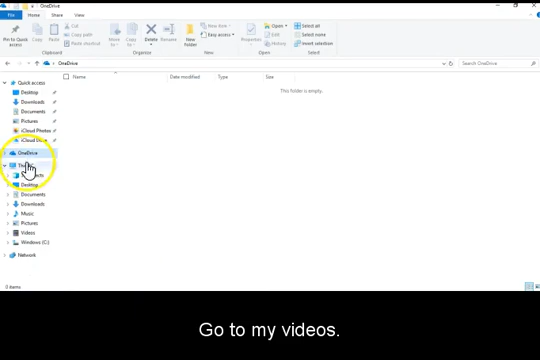 OneDrive
File Home Share View
Pin to Quick access
Copy
Paste
Cut
Copy path
Paste shortcut
Move to
Copy to
Delete
Rename
New folder
New item
Easy access
Properties
Open
Edit
History
Select all
Select none
Invert selection
Clipboard Organize New Open Select
OneDrive Search OneDrive
Name Date modified Type Size
This folder is empty.
Quick access
Desktop
Downloads
Documents
Pictures
iCloud Photos
OneDrive
Desktop
Documents
Downloads
Music
Pictures
Videos
Windows (C:)
Network
0 items
Go to my videos.